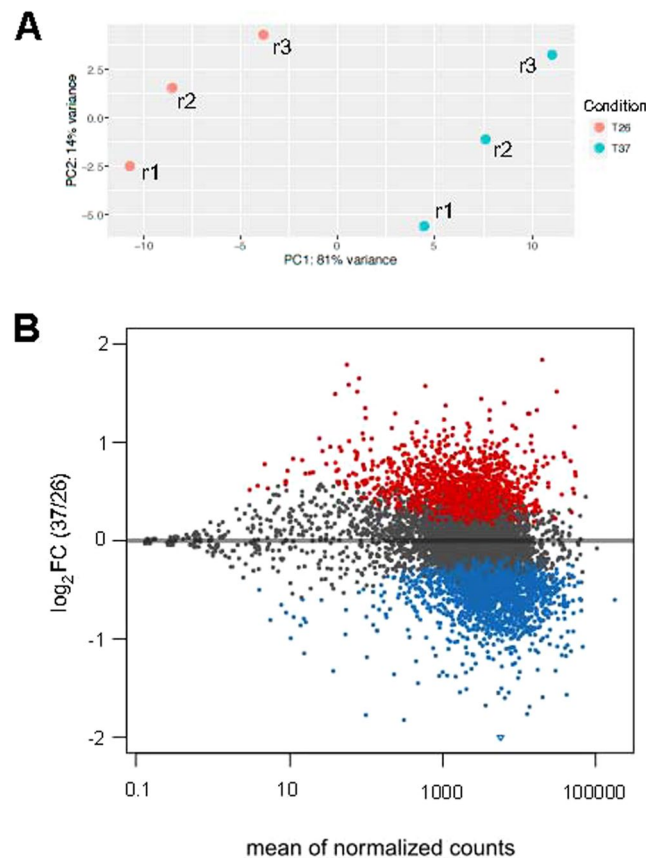 A
PC2: 14% variance
2.5
0.0
-2.5
-5.0
r3
r2
r1
r3
r2
r1
Condition
T26
T37
-10
-5
0
5
10
PC1: 81% variance
B
log2 FC (37/26)
2
1
0
-1
-2
0.1
10
1000
100000
mean of normalized counts